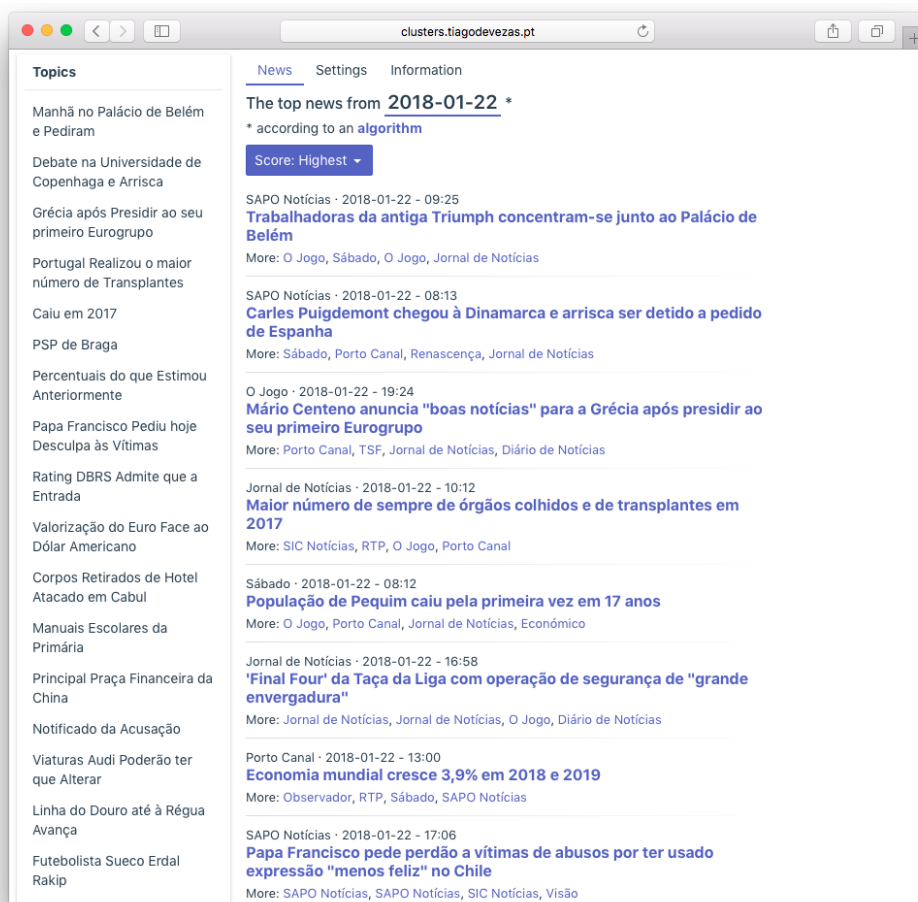 clusters.tiagodevezas.pt
Topics
Manhã no Palácio de Belém
e Pediram
Debate na Universidade de
Copenhaga e Arrisca
Grécia após Presidir ao seu
primeiro Eurogrupo
Portugal Realizou o maior
número de Transplantes
Caiu em 2017
PSP de Braga
Percentuais do que Estimou
Anteriormente
Papa Francisco Pediu hoje
Desculpa às Vítimas
Rating DBRS Admite que a
Entrada
Valorização do Euro Face ao
Dólar Americano
Corpos Retirados de Hotel
Atacado em Cabul
Manuais Escolares da
Primária
Principal Praça Financeira da
China
Notificado da Acusação
Viaturas Audi Poderão ter
que Alterar
Linha do Douro até à Régua
Avança
Futebolista Sueco Erdal
Rakip
News Settings Information
The top news from 2018-01-22 *
* according to an algorithm
Score: Highest
SAPO Notícias · 2018-01-22 - 09:25
Trabalhadoras da antiga Triumph concentram-se junto ao Palácio de
Belém
More: O Jogo, Sábado, O Jogo, Jornal de Notícias
SAPO Notícias · 2018-01-22 - 08:13
Carles Puigdemont chegou à Dinamarca e arrisca ser detido a pedido
de Espanha
More: Sábado, Porto Canal, Renascença, Jornal de Notícias
O Jogo · 2018-01-22 - 19:24
Mário Centeno anuncia "boas notícias" para a Grécia após presidir ao
seu primeiro Eurogrupo
More: Porto Canal, TSF, Jornal de Notícias, Diário de Notícias
Jornal de Notícias · 2018-01-22 - 10:12
Maior número de sempre de órgãos colhidos e de transplantes em
2017
More: SIC Notícias, RTP, O Jogo, Porto Canal
Sábado · 2018-01-22 - 08:12
População de Pequim caiu pela primeira vez em 17 anos
More: O Jogo, Porto Canal, Jornal de Notícias, Económico
Jornal de Notícias · 2018-01-22 - 16:58
'Final Four' da Taça da Liga com operação de segurança de "grande
envergadura"
More: Jornal de Notícias, Jornal de Notícias, O Jogo, Diário de Notícias
Porto Canal · 2018-01-22 - 13:00
Economia mundial cresce 3,9% em 2018 e 2019
More: Observador, RTP, Sábado, SAPO Notícias
SAPO Notícias · 2018-01-22 - 17:06
Papa Francisco pede perdão a vítimas de abusos por ter usado
expressão "menos feliz" no Chile
More: SAPO Notícias, SAPO Notícias, SIC Notícias, Visão